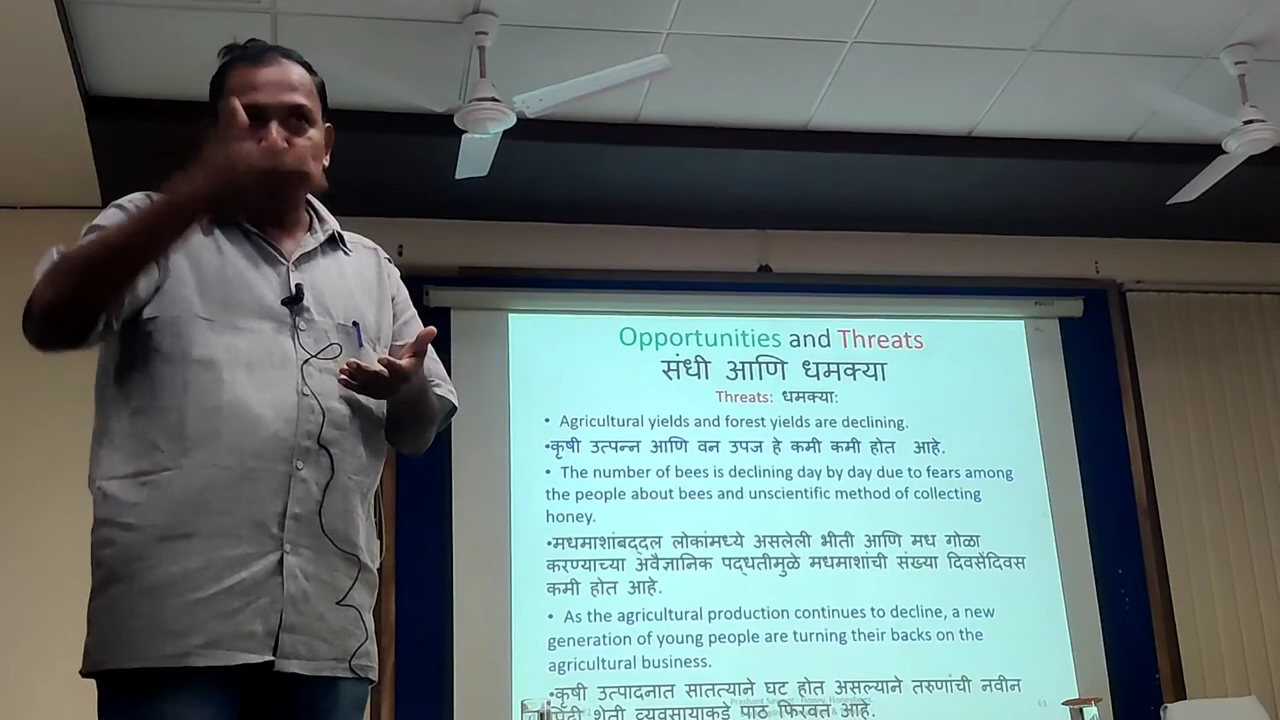 Opportunities and Threats
संधी आणि धमक्या
Threats: धमक्या:
• Agricultural yields and forest yields are declining.
•कृषी उत्पन्न आणि वन उपज हे कमी कमी होत आहे.
• The number of bees is declining day by day due to fears among
the people about bees and unscientific method of collecting
honey.
•मधमाशांबद्दल लोकांमध्ये असलेली भीती आणि मध गोळा
करण्याच्या अवैज्ञानिक पद्धतीमुळे मधमाशांची संख्या दिवसेंदिवस
कमी होत आहे.
• As the agricultural production continues to decline, a new
generation of young people are turning their backs on the
agricultural business.
•कृषी उत्पादनात सातत्याने घट होत असल्याने तरुणांची नवीन
पिढी शेती व्यवसायाकडे पाठ फिरवत आहे.
61